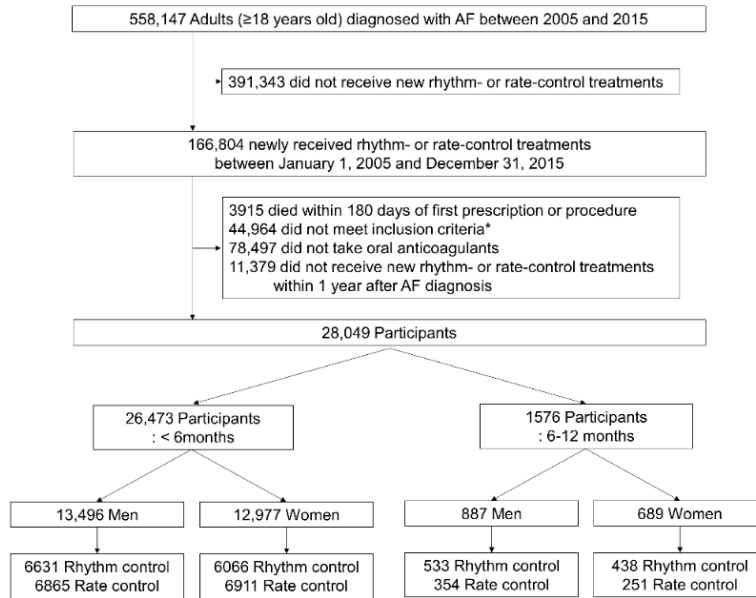 558,147 Adults (≥18 years old) diagnosed with AF between 2005 and 2015
391,343 did not receive new rhythm- or rate-control treatments
166,804 newly received rhythm- or rate-control treatments
between January 1, 2005 and December 31, 2015
3915 died within 180 days of first prescription or procedure
44,964 did not meet inclusion criteria*
78,497 did not take oral anticoagulants
11,379 did not receive new rhythm- or rate-control treatments
within 1 year after AF diagnosis
28,049 Participants
26,473 Participants
: < 6months
1576 Participants
: 6-12 months
13,496 Men
12,977 Women
887 Men
689 Women
6631 Rhythm control
6865 Rate control
6066 Rhythm control
6911 Rate control
533 Rhythm control
354 Rate control
438 Rhythm control
251 Rate control